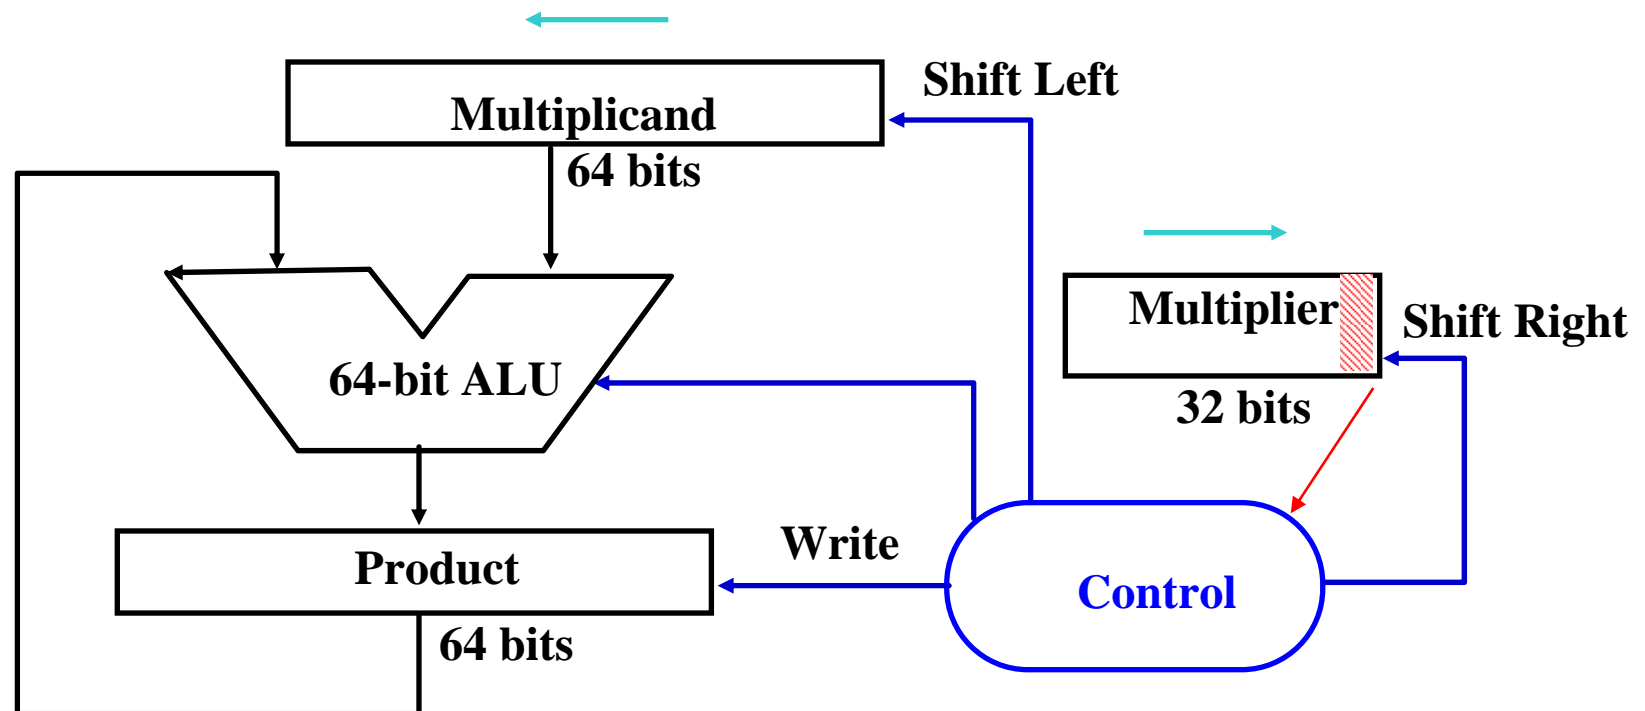 Shift Left
Multiplicand
64 bits
Multiplier
Shift Right
64-bit ALU
32 bits
Write
Product
Control
64 bits